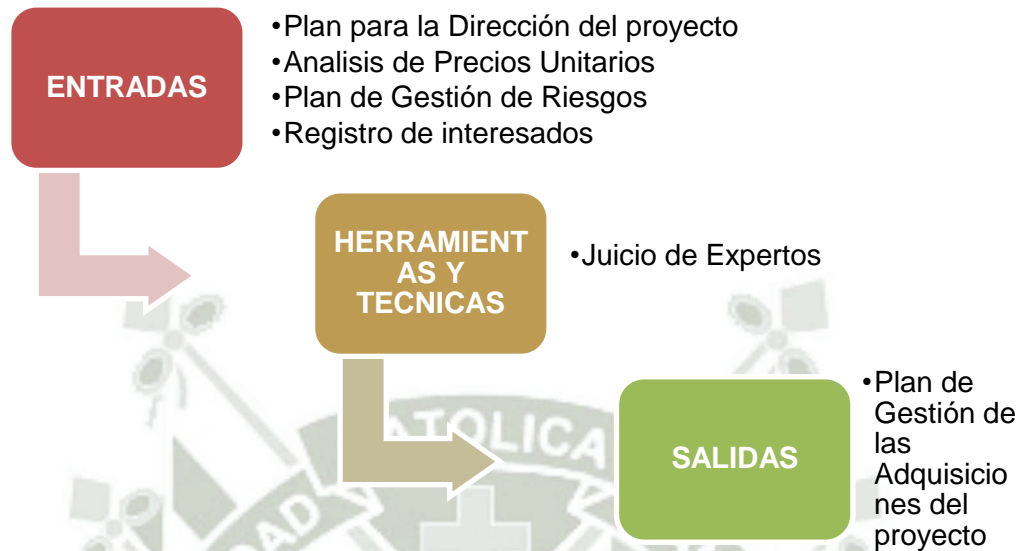 ENTRADAS
•Plan para la Dirección del proyecto
•Analisis de Precios Unitarios
•Plan de Gestión de Riesgos
•Registro de interesados
HERRAMIENT
AS Y
TECNICAS
•Juicio de Expertos
SALIDAS
•Plan de
Gestión de
las
Adquisicio
nes del
proyecto
CATOLICA